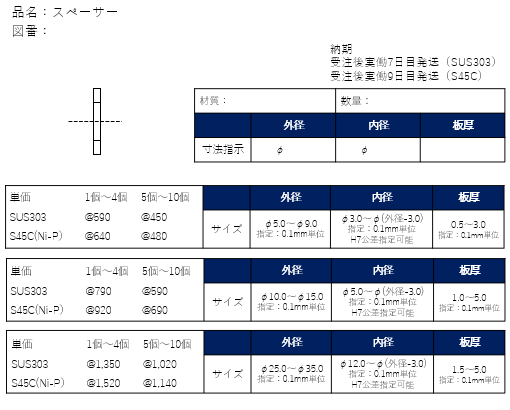 品名：スペーサー
図番：
納期
受注後実働7日目発送（SUS303）
受注後実働9日目発送（S45C）
材質： 数量：
外径 内径 板厚
寸法指示 φ φ
単価 1個～4個 5個～10個
SUS303 @590 @450
S45C(Ni-P) @640 @480
外径 内径 板厚
サイズ
φ5.0～φ9.0
指定：0.1mm単位
φ3.0～φ(外径-3.0)
指定：0.1mm単位
H7公差指定可能
0.5～3.0
指定：0.1mm単位
単価 1個～4個 5個～10個
SUS303 @790 @590
S45C(Ni-P) @920 @690
外径 内径 板厚
サイズ
φ10.0～φ15.0
指定：0.1mm単位
φ5.0～φ(外径-3.0)
指定：0.1mm単位
H7公差指定可能
1.0～5.0
指定：0.1mm単位
単価 1個～4個 5個～10個
SUS303 @1,350 @1,020
S45C(Ni-P) @1,520 @1,140
外径 内径 板厚
サイズ
φ25.0～φ35.0
指定：0.1mm単位
φ12.0～φ(外径-3.0)
指定：0.1mm単位
H7公差指定可能
1.5～5.0
指定：0.1mm単位